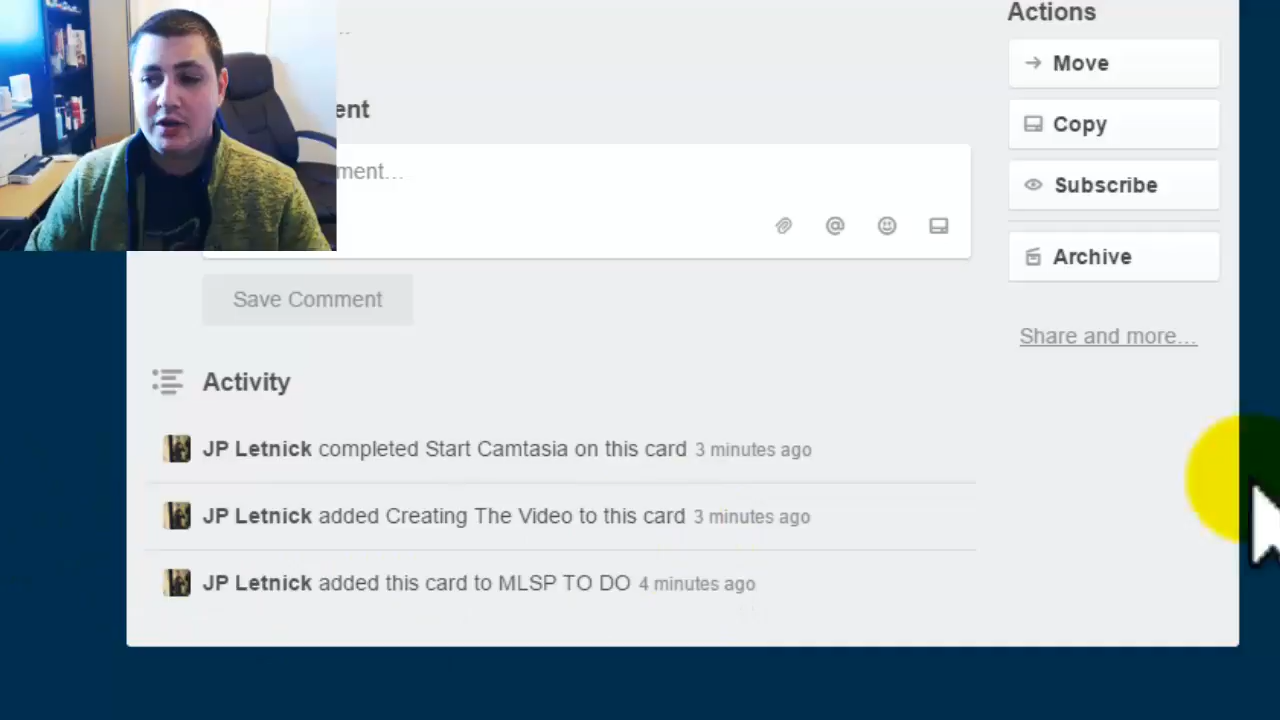 Actions
Move
ent
Copy
ment…
Subscribe
Archive
Save Comment
Share and more...
Activity
JP Letnick completed Start Camtasia on this card 3 minutes ago
JP Letnick added Creating The Video to this card 3 minutes ago
JP Letnick added this card to MLSP TO DO 4 minutes ago